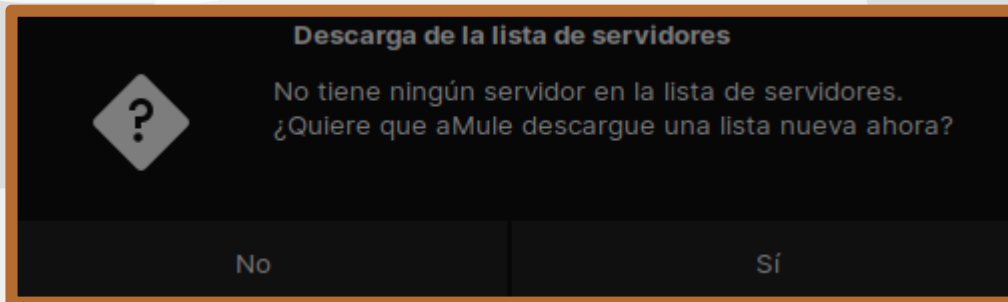 Descarga de la lista de servidores
No tiene ningún servidor en la lista de servidores.
¿Quiere que aMule descargue una lista nueva ahora?
No
Sí